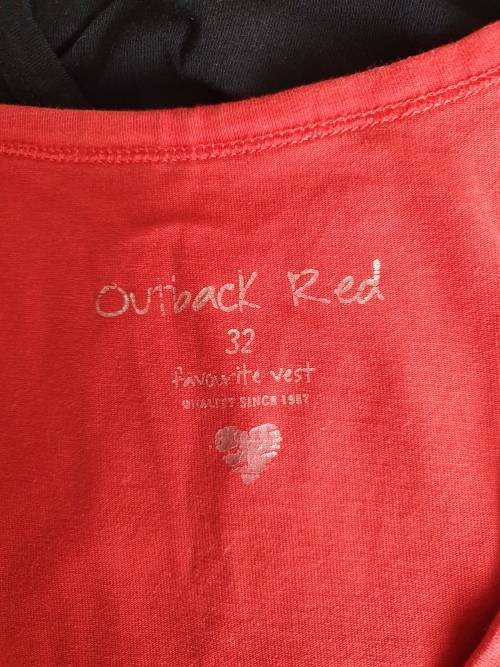 Outback Red
32
favourite vest
QUALITY SINCE 1987